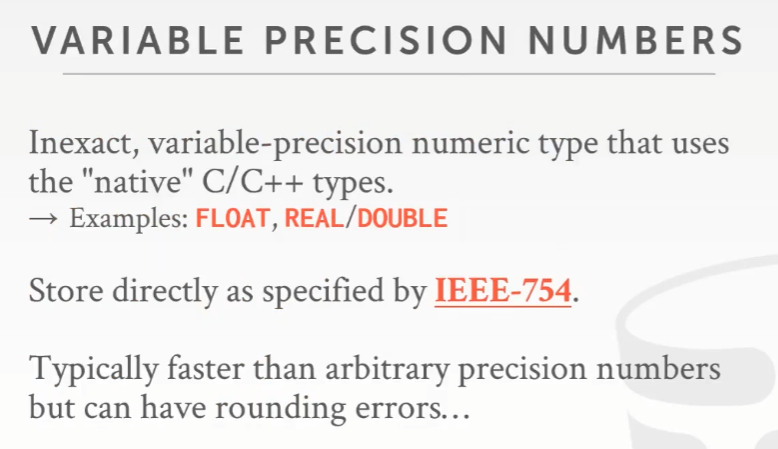 VARIABLE PRECISION NUMBERS
Inexact, variable-precision numeric type that uses
the "native" C/C++ types.
→ Examples: FLOAT, REAL/DOUBLE
Store directly as specified by IEEE-754.
Typically faster than arbitrary precision numbers
but can have rounding errors…